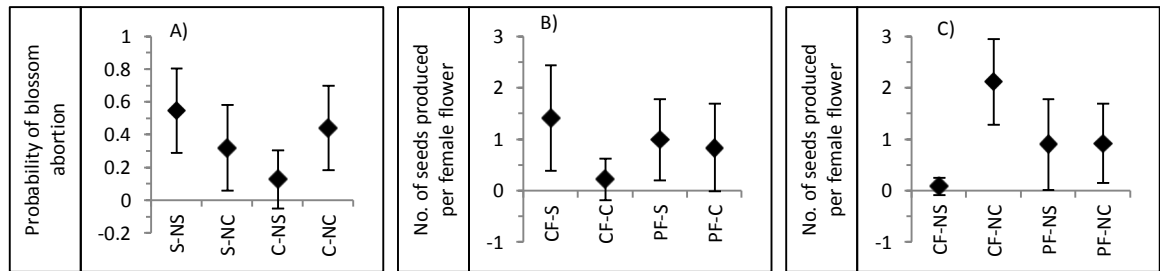 Probability of blossom
abortion
A)
1
0.8
0.6
0.4
0.2
0
-0.2
S-NS
S-NC
C-NS
C-NC
No. of seeds produced
per female flower
B)
3
2
1
0
-1
CF-S
CF-C
PF-S
PF-C
No. of seeds produced
per female flower
C)
3
2
1
0
-1
CF-NS
CF-NC
PF-NS
PF-NC